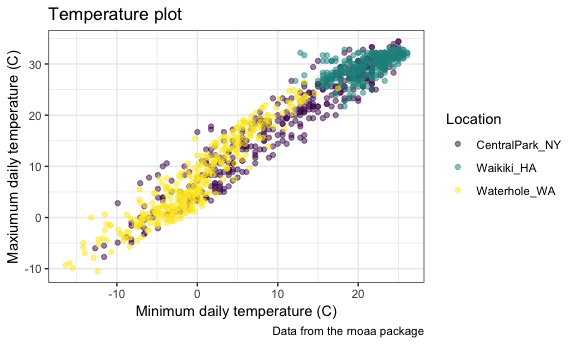 Temperature plot
Maxiumum daily temperature (C)
30
20
10
0
-10
-10
0
10
20
Minimum daily temperature (C)
Location
CentralPark_NY
Waikiki_HA
Waterhole_WA
Data from the rnoaa package